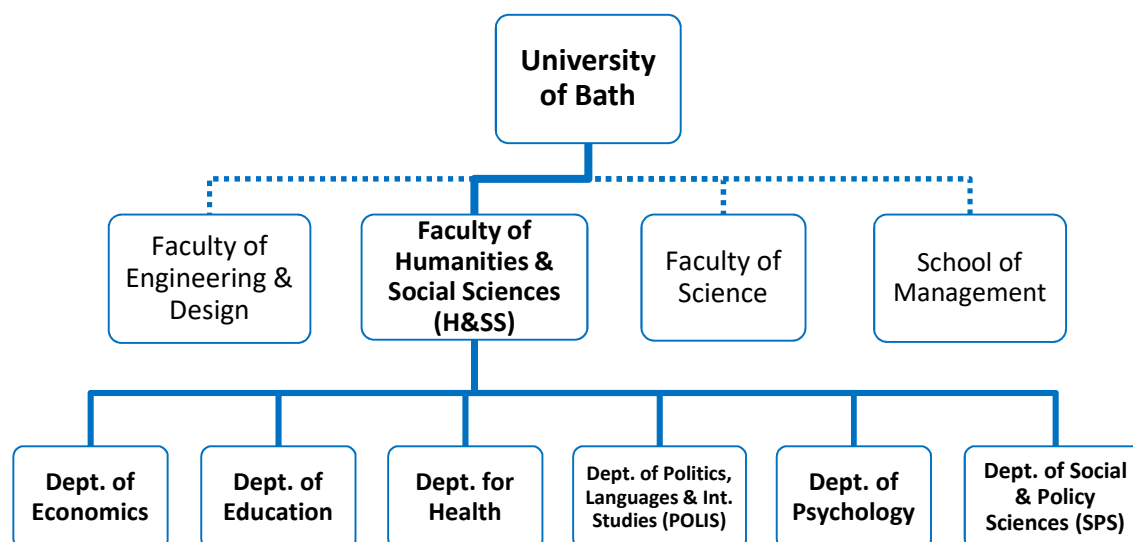 University
of Bath
Faculty of
Engineering &
Design
Faculty of
Humanities &
Social Sciences
(H&SS)
Faculty of
Science
School of
Management
Dept. of
Economics
Dept. of
Education
Dept. for
Health
Dept. of Politics,
Languages & Int.
Studies (POLIS)
Dept. of
Psychology
Dept. of Social
& Policy
Sciences (SPS)